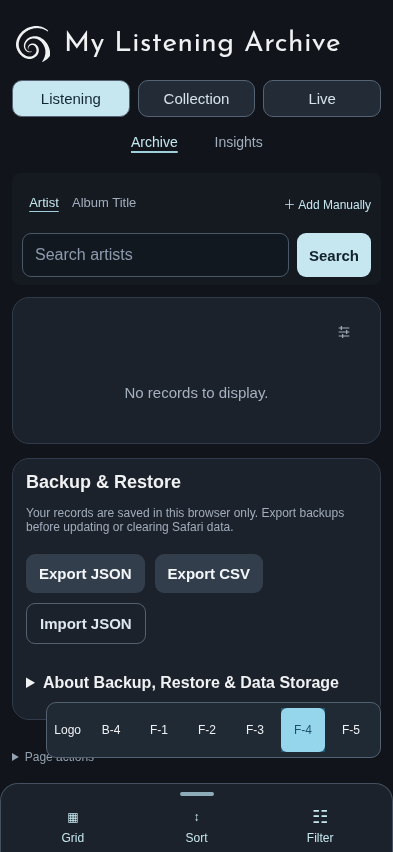 My Listening Archive
Listening
Collection
Live
Archive
Insights
Artist
Album Title
+ Add Manually
Search artists
Search
No records to display.
Backup & Restore
Your records are saved in this browser only. Export backups
before updating or clearing Safari data.
Export JSON
Export CSV
Import JSON
About Backup, Restore & Data Storage
Logo
B-4
F-1
F-2
F-3
F-4
F-5
Page actions
Grid
Sort
Filter